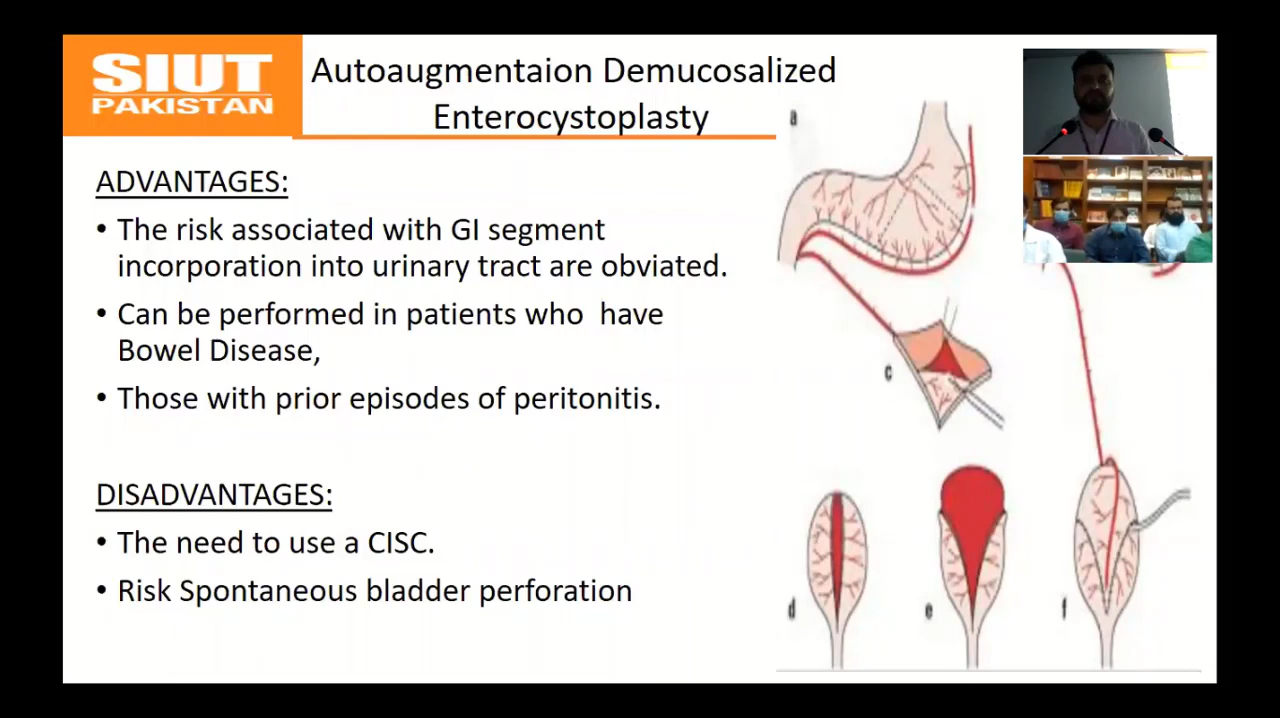 SIUT
PAKISTAN
Autoaugmentaion Demucosalized
Enterocystoplasty
ADVANTAGES:
• The risk associated with GI segment
incorporation into urinary tract are obviated.
• Can be performed in patients who have
Bowel Disease,
• Those with prior episodes of peritonitis.
DISADVANTAGES:
• The need to use a CISC.
• Risk Spontaneous bladder perforation
a
c
d
e
f